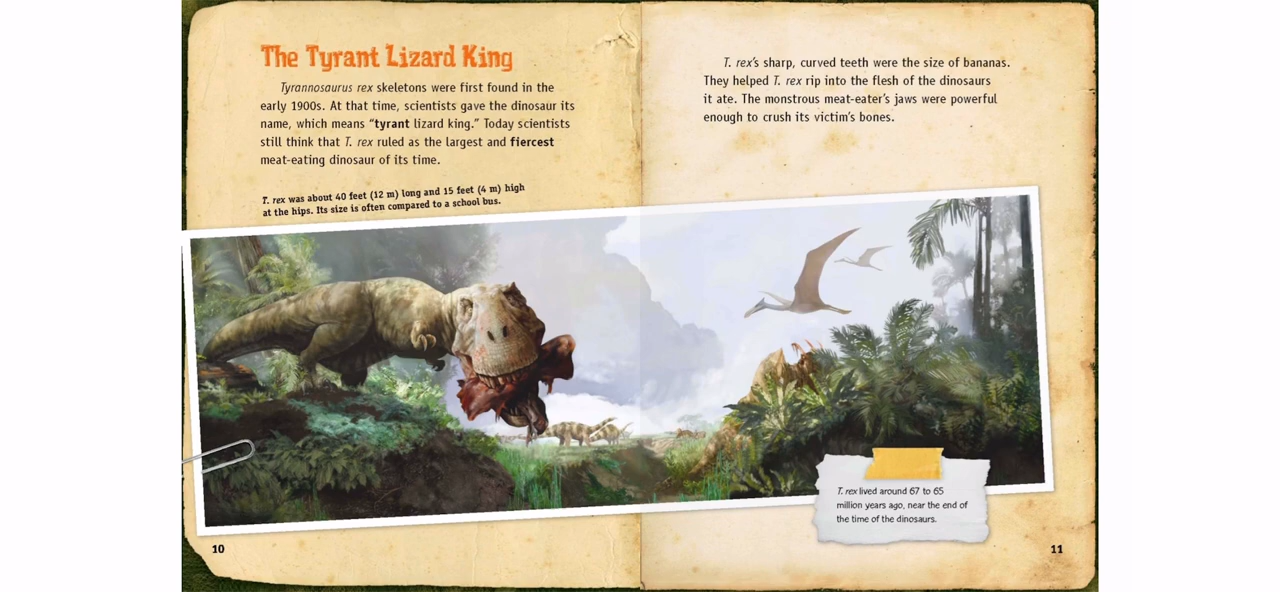 The Tyrant Lizard King
Tyrannosaurus rex skeletons were first found in the
early 1900s. At that time, scientists gave the dinosaur its
name, which means “tyrant lizard king.” Today scientists
still think that T. rex ruled as the largest and fiercest
meat-eating dinosaur of its time.
T. rex was about 40 feet (12 m) long and 15 feet (4 m) high
at the hips. Its size is often compared to a school bus.
10
T. rex’s sharp, curved teeth were the size of bananas.
They helped T. rex rip into the flesh of the dinosaurs
it ate. The monstrous meat-eater’s jaws were powerful
enough to crush its victim’s bones.
T. rex lived around 67 to 65
million years ago, near the end of
the time of the dinosaurs.
11